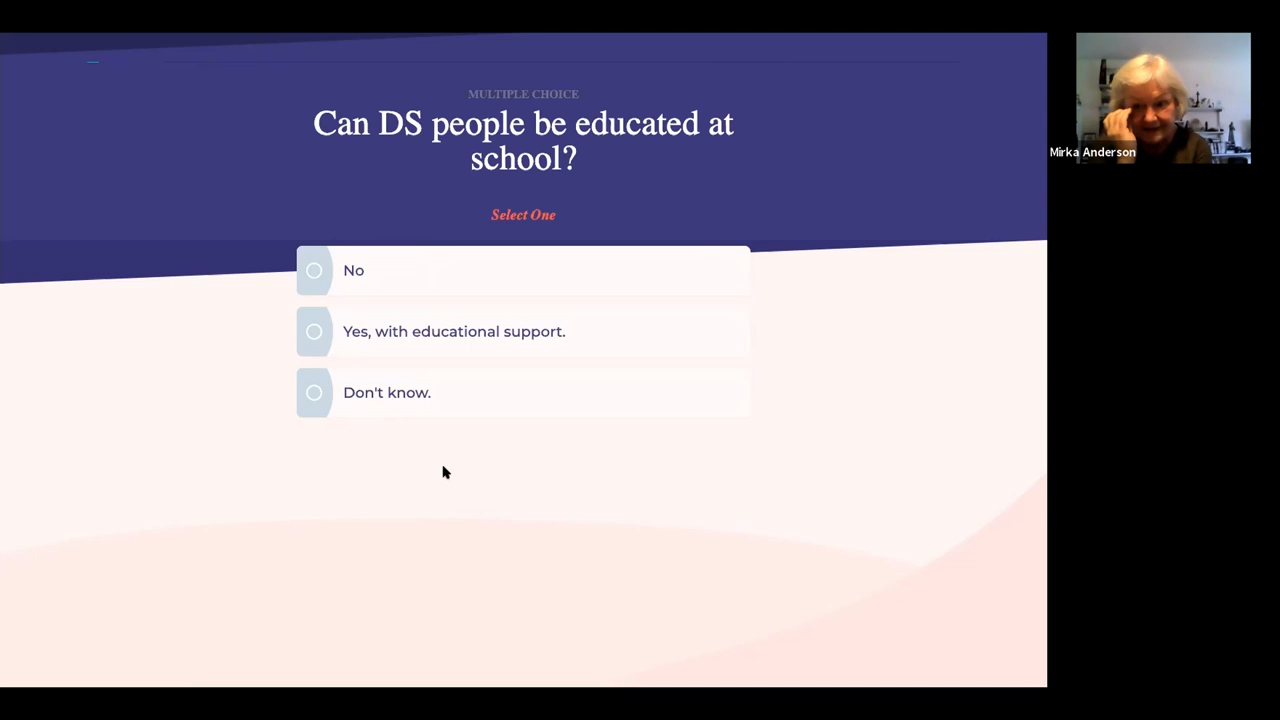 MULTIPLE CHOICE
Can DS people be educated at
school?
Select One
No
Yes, with educational support.
Don't know.
Mirka Anderson